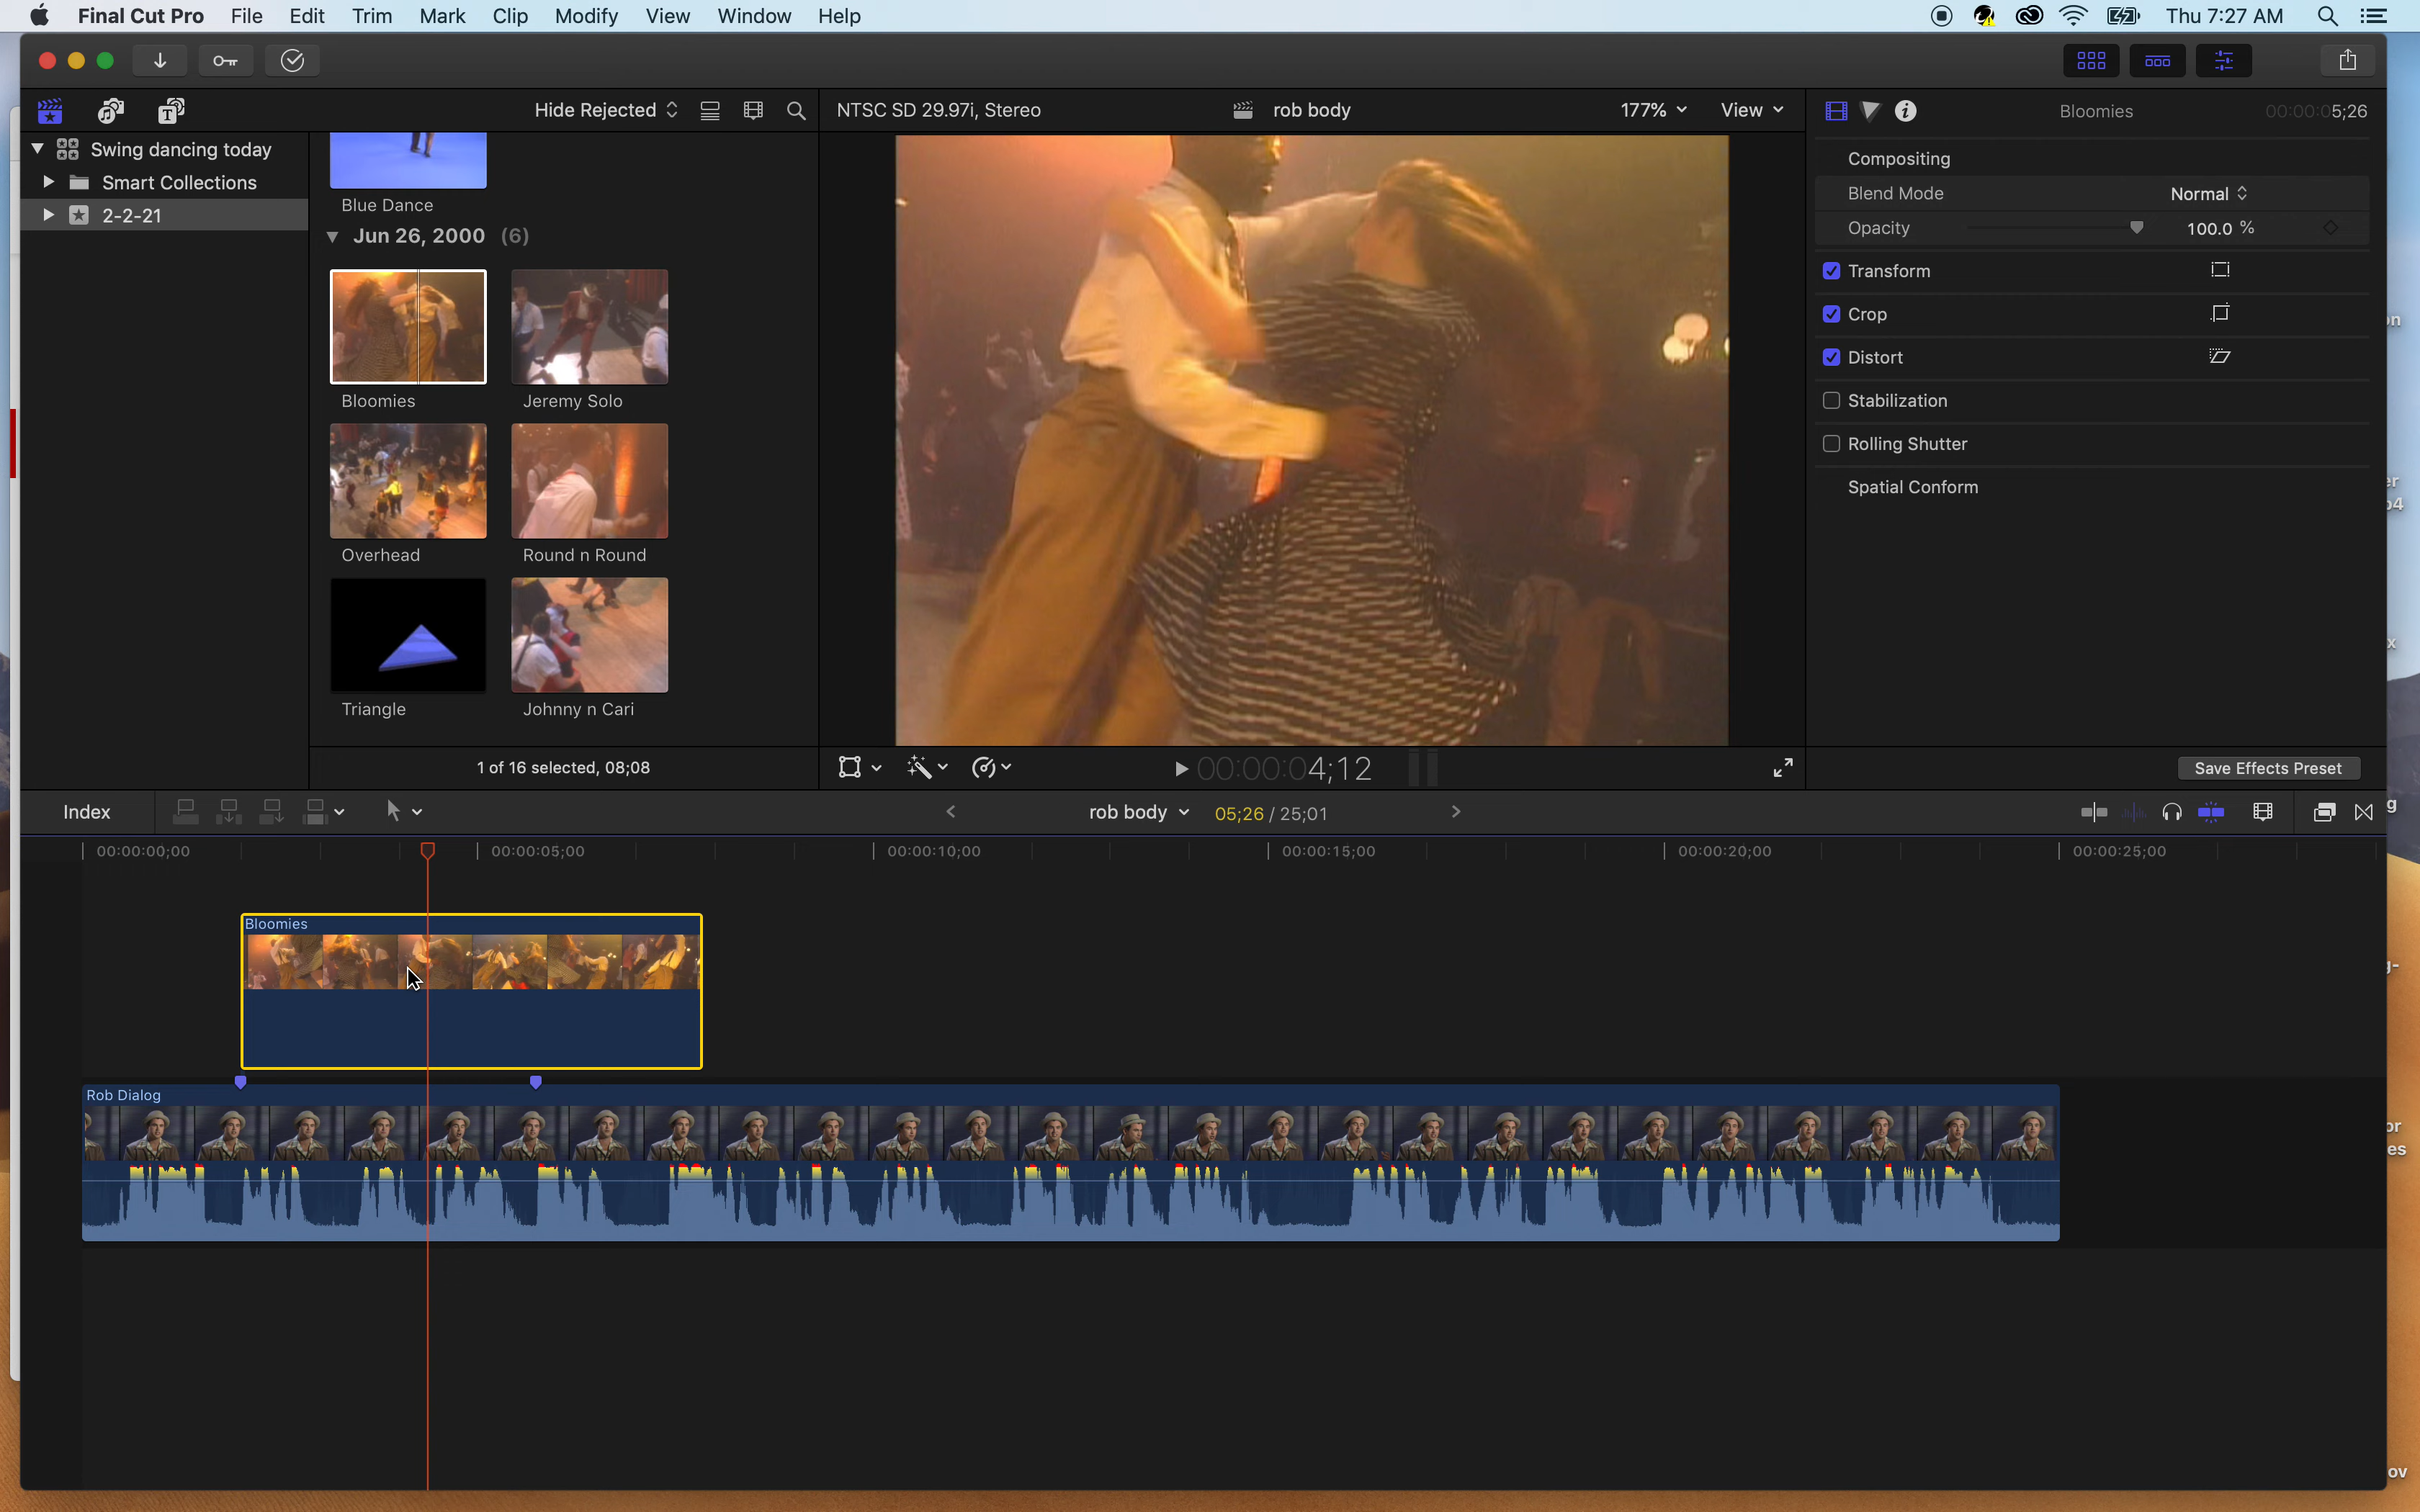 Final Cut Pro File Edit Trim Mark Clip Modify View Window Help Thu 7:27 AM
Hide Rejected NTSC SD 29.97i, Stereo rob body 177% View Bloomies 00:00:05;26
Swing dancing today
Smart Collections
2-2-21
Blue Dance
Jun 26, 2000 (6)
Bloomies Jeremy Solo
Overhead Round n Round
Triangle Johnny n Cari
1 of 16 selected, 08;08
00:00:04;12
Compositing
Blend Mode Normal
Opacity 100.0 %
Transform
Crop
Distort
Stabilization
Rolling Shutter
Spatial Conform
Save Effects Preset
Index rob body 05;26 / 25;01
00:00:00;00 00:00:05;00 00:00:10;00 00:00:15;00 00:00:20;00 00:00:25;00
Bloomies
Rob Dialog